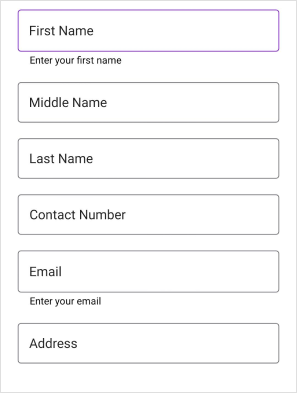 First Name
Enter your first name
Middle Name
Last Name
Contact Number
Email
Enter your email
Address